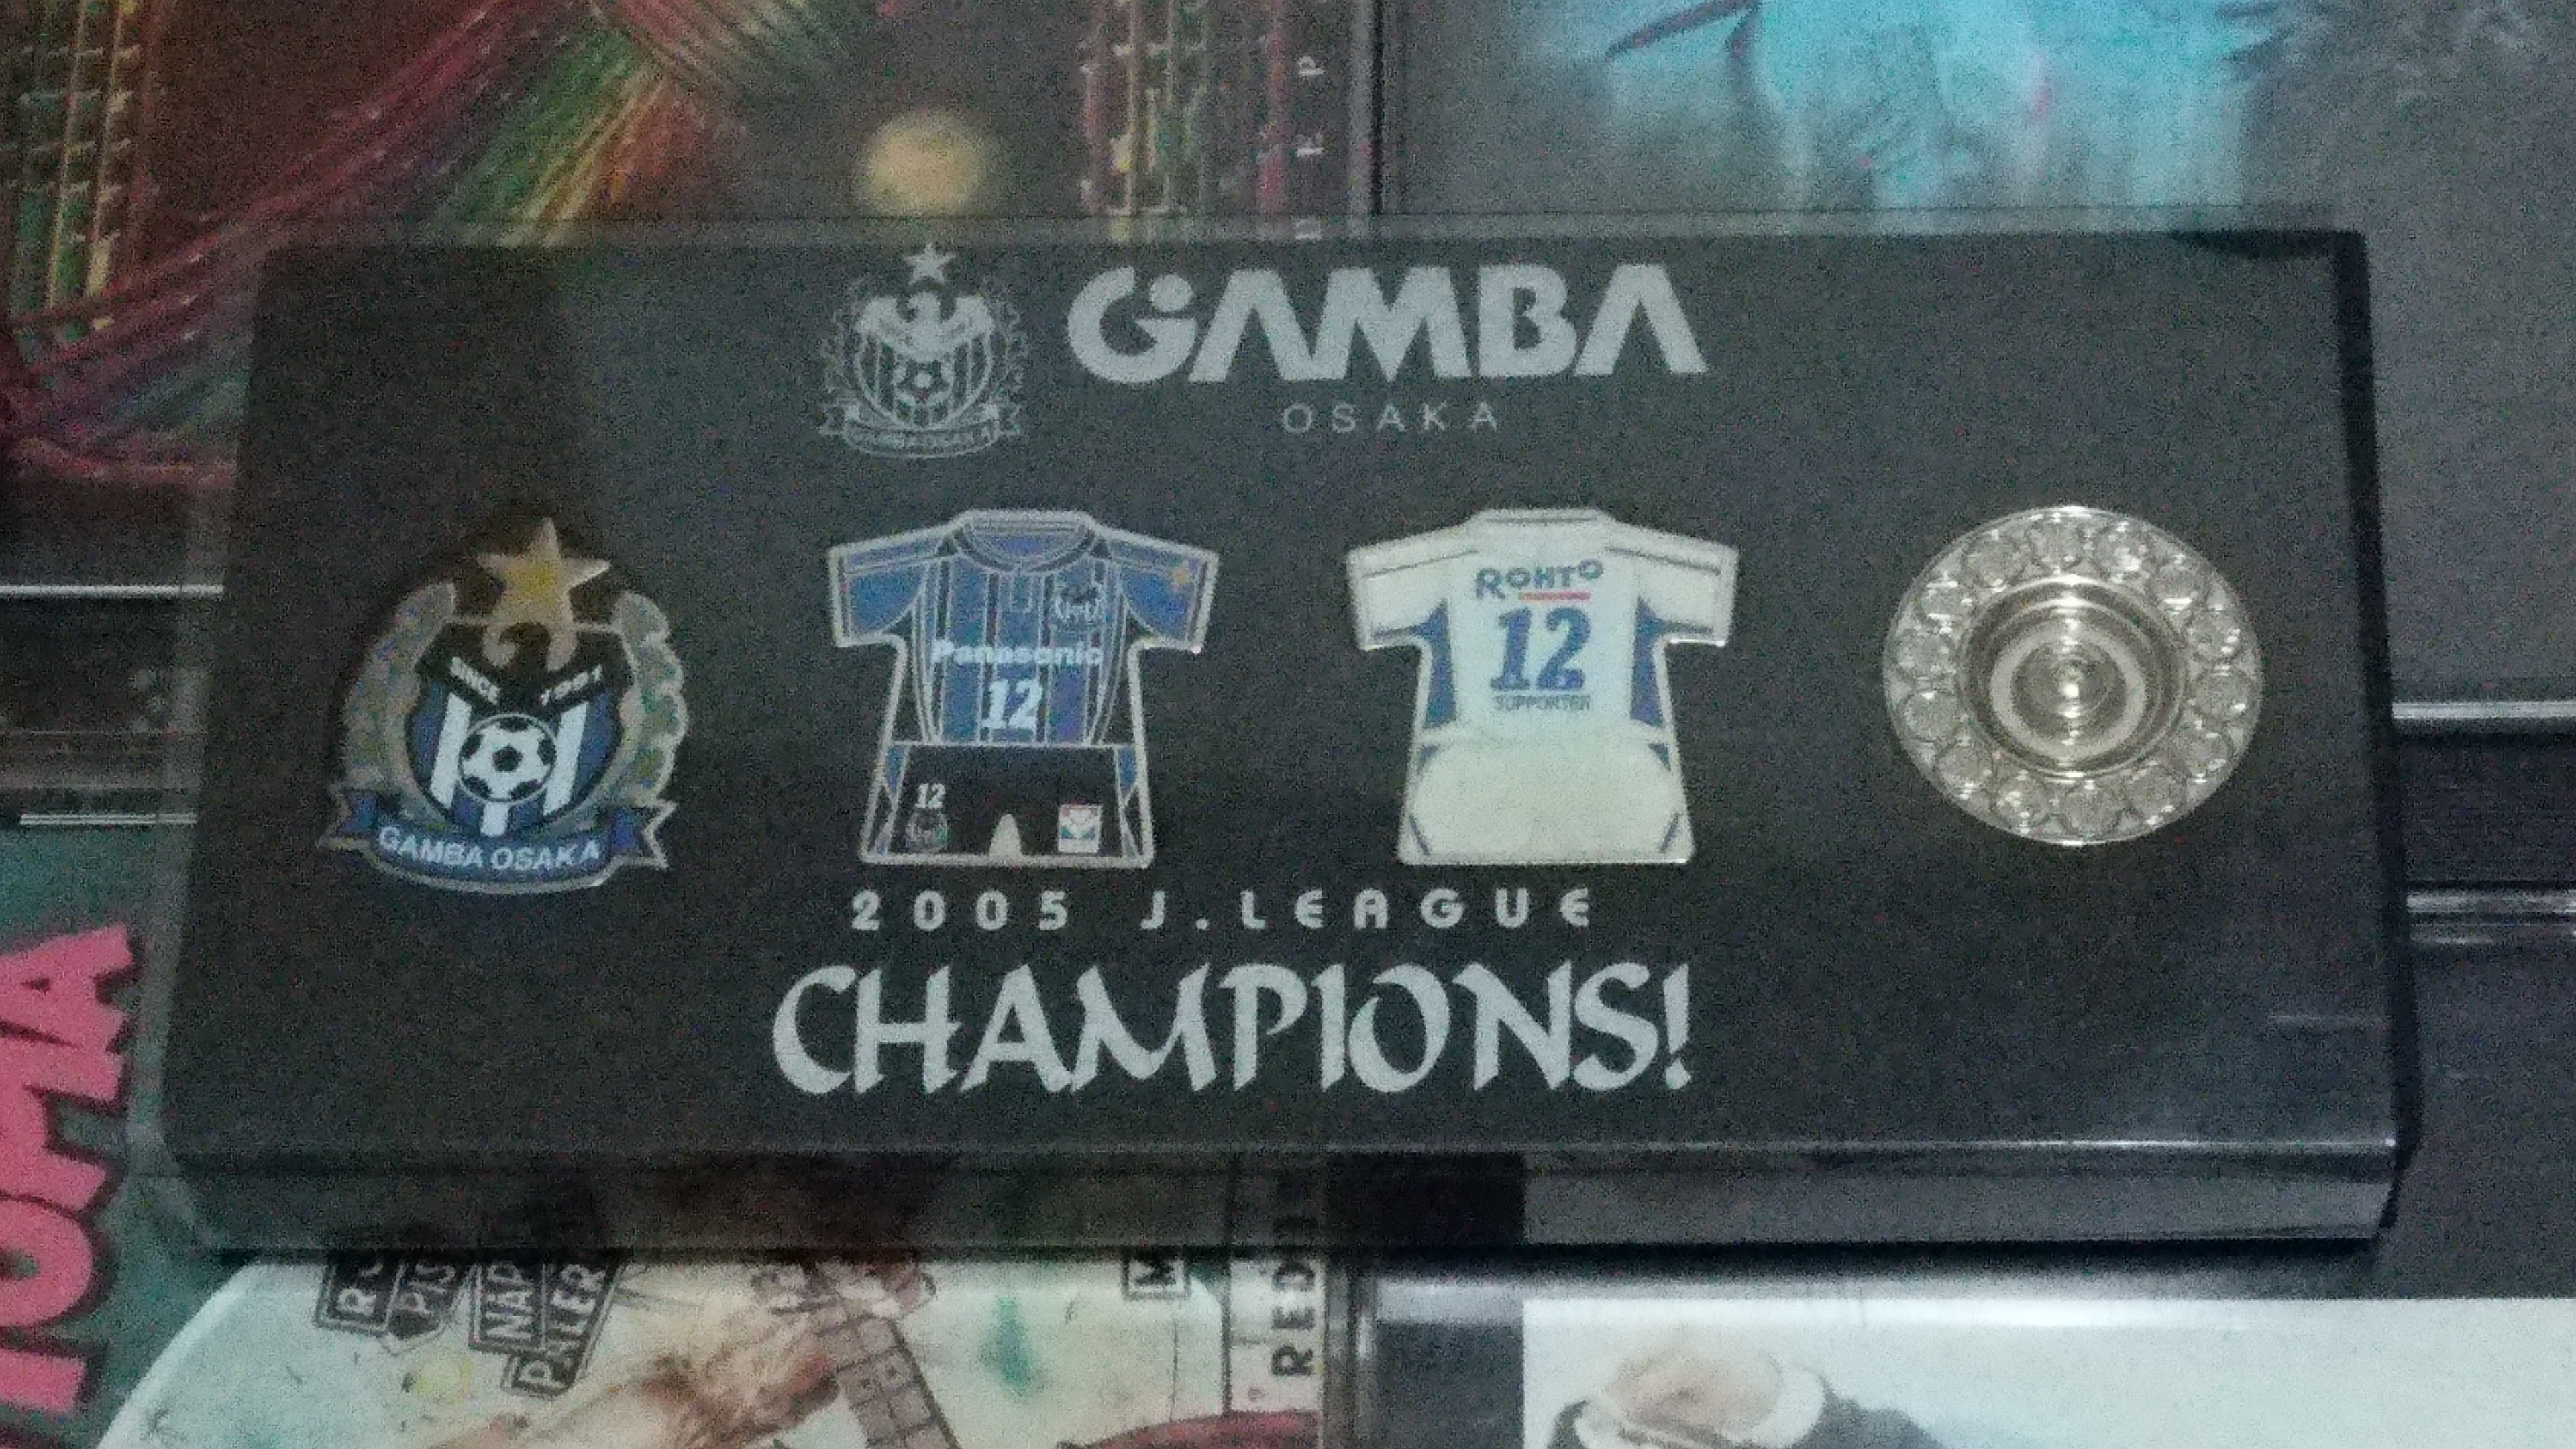 GAMBA
OSAKA
SINCE 1991
GAMBA OSAKA
Panasonic
12
12
ROHTO
12
SUPPORTER
2005 J.LEAGUE
CHAMPIONS!